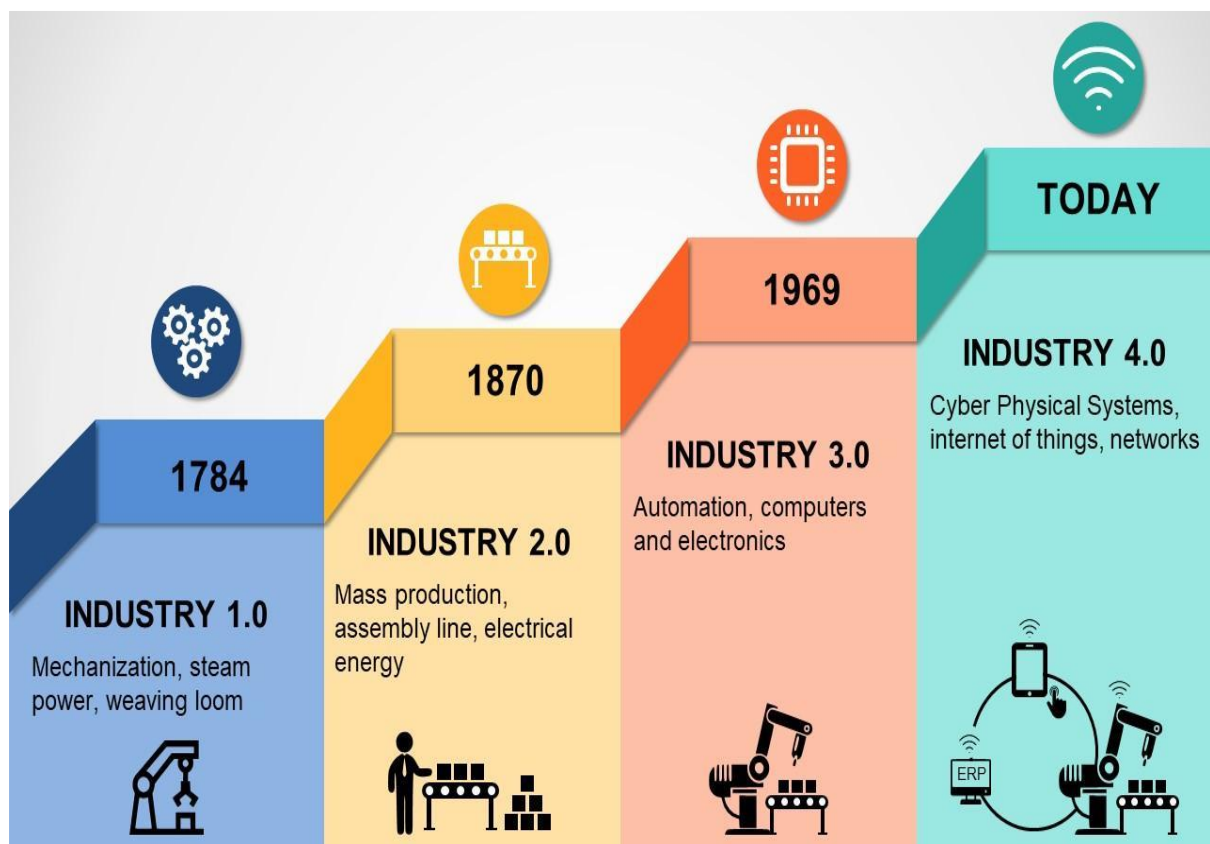 1784
INDUSTRY 1.0
Mechanization, steam
power, weaving loom
1870
INDUSTRY 2.0
Mass production,
assembly line, electrical
energy
1969
INDUSTRY 3.0
Automation, computers
and electronics
TODAY
INDUSTRY 4.0
Cyber Physical Systems,
internet of things, networks
ERP